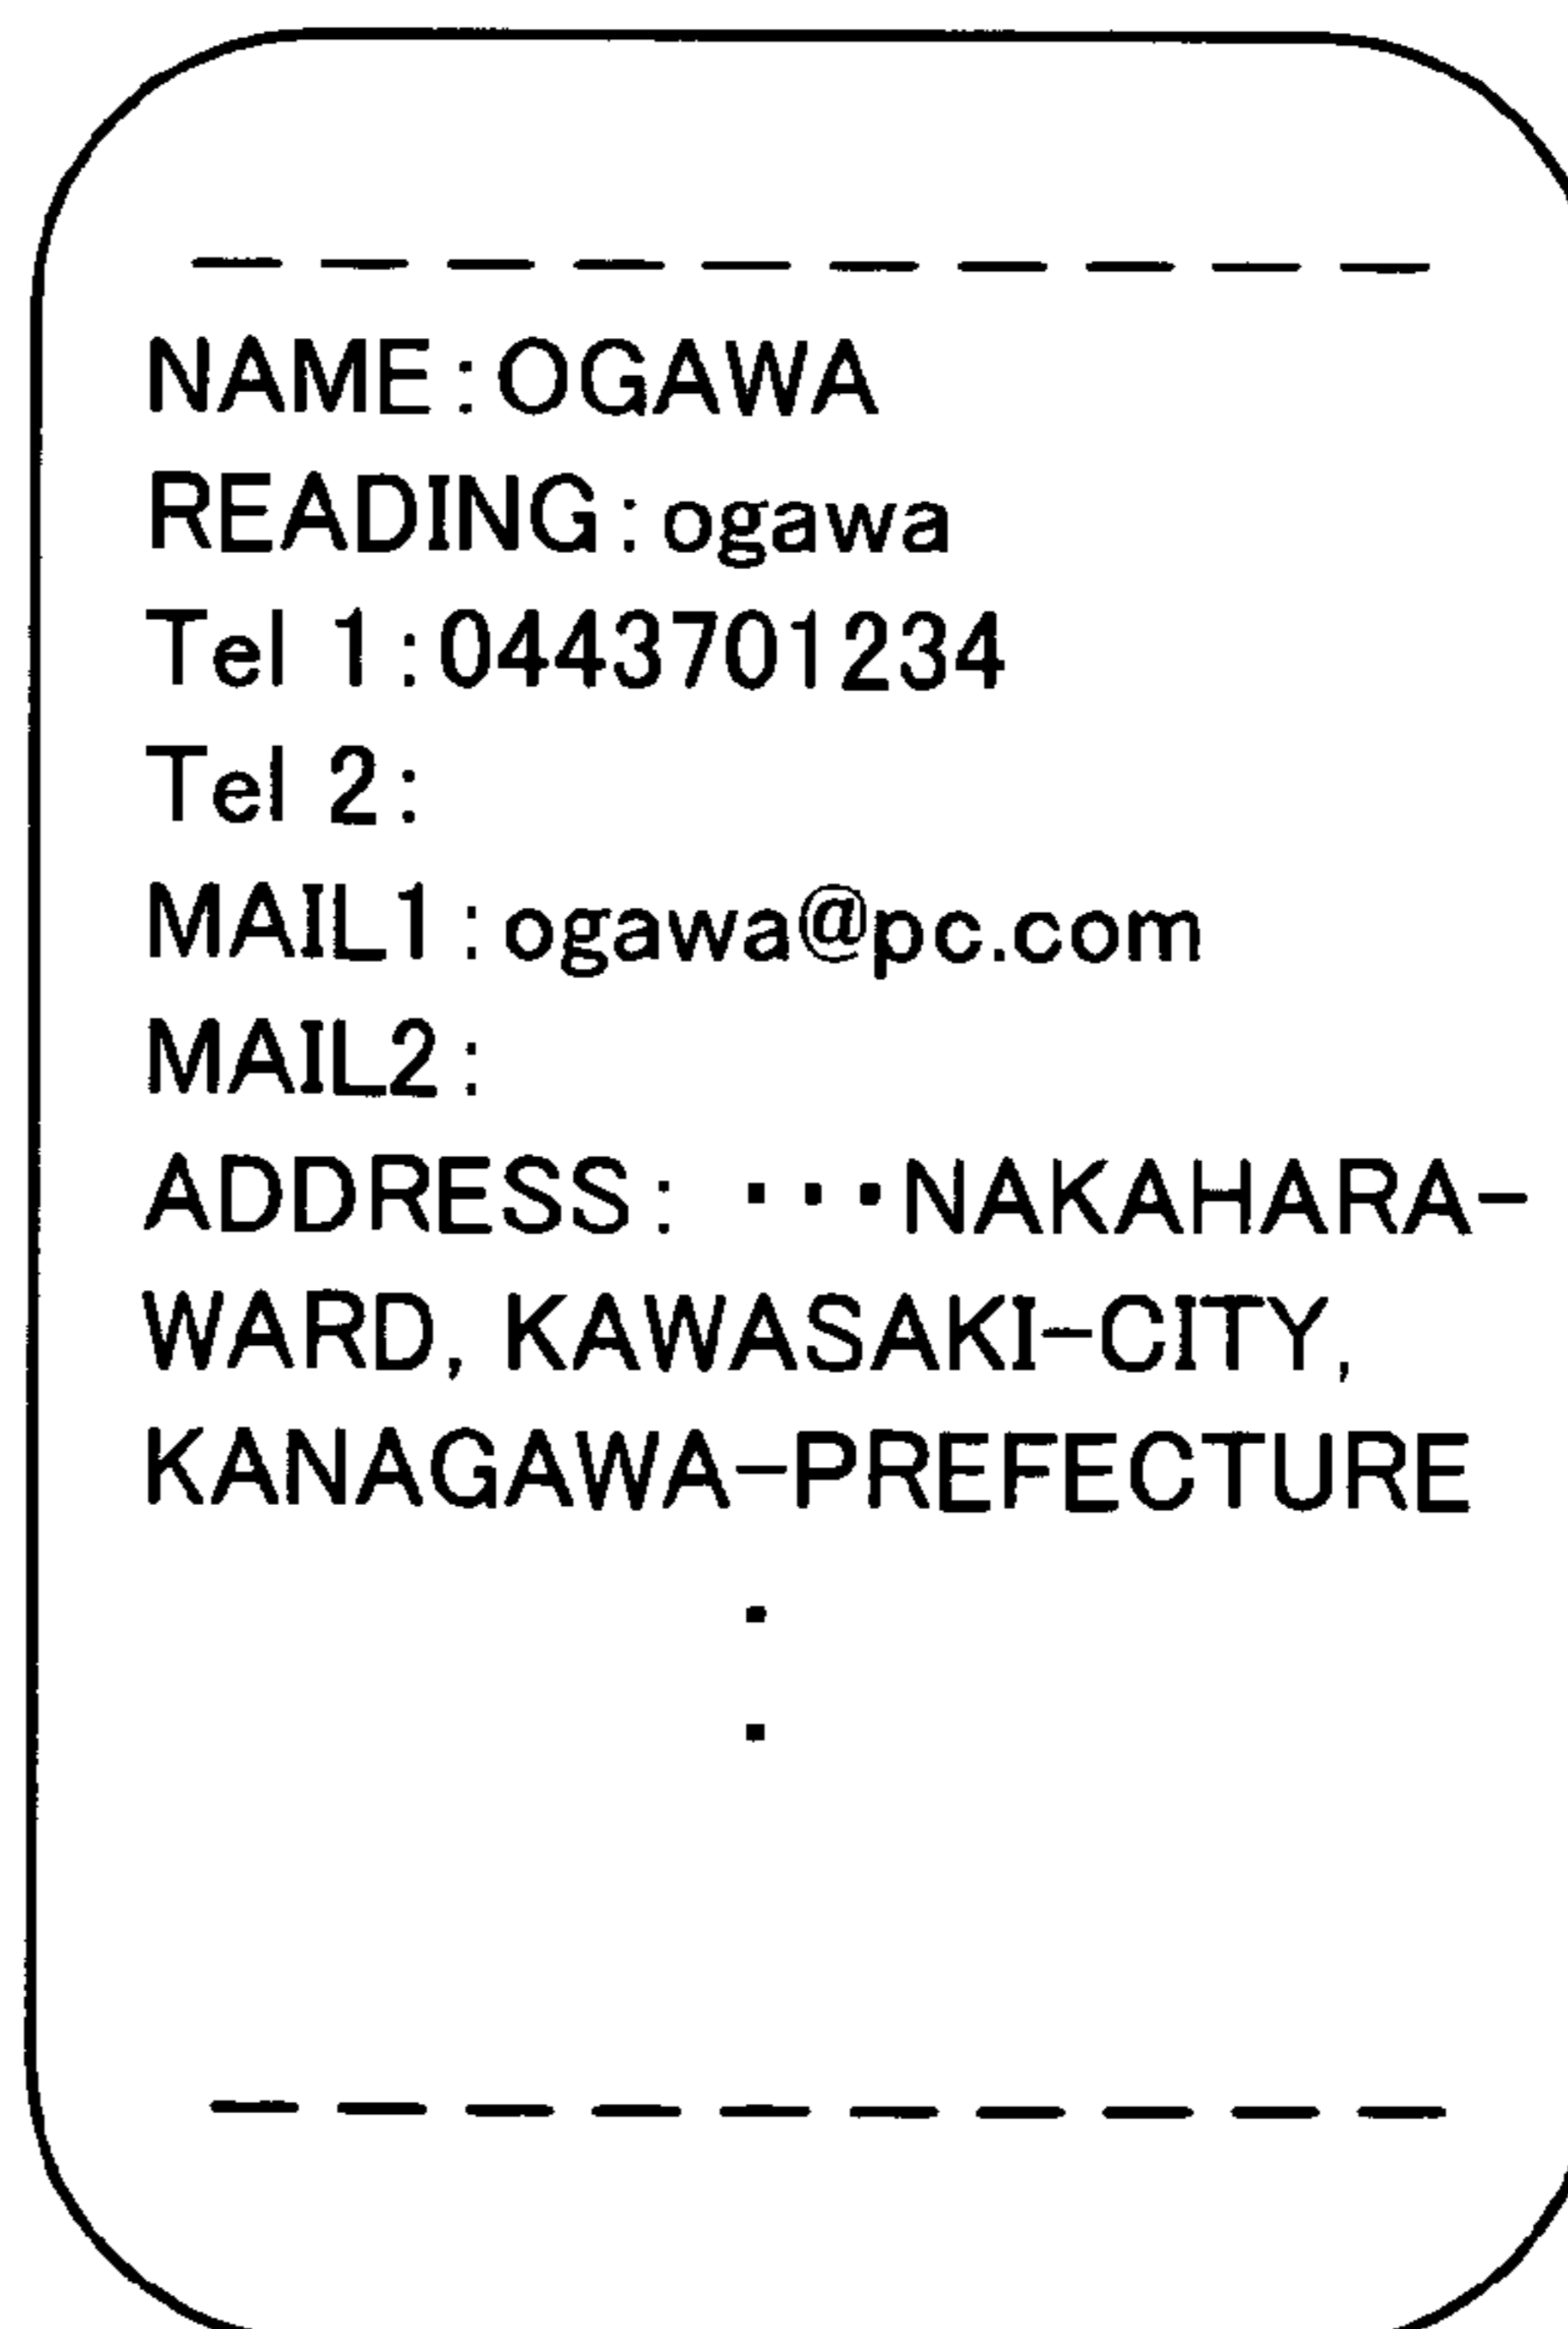 NAME:OGAWA
READING:ogawa
Tel 1:0443701234
Tel 2:
MAIL1:ogawa@pc.com
MAIL2:
ADDRESS: ･･･NAKAHARA-
WARD, KAWASAKI-CITY,
KANAGAWA-PREFECTURE